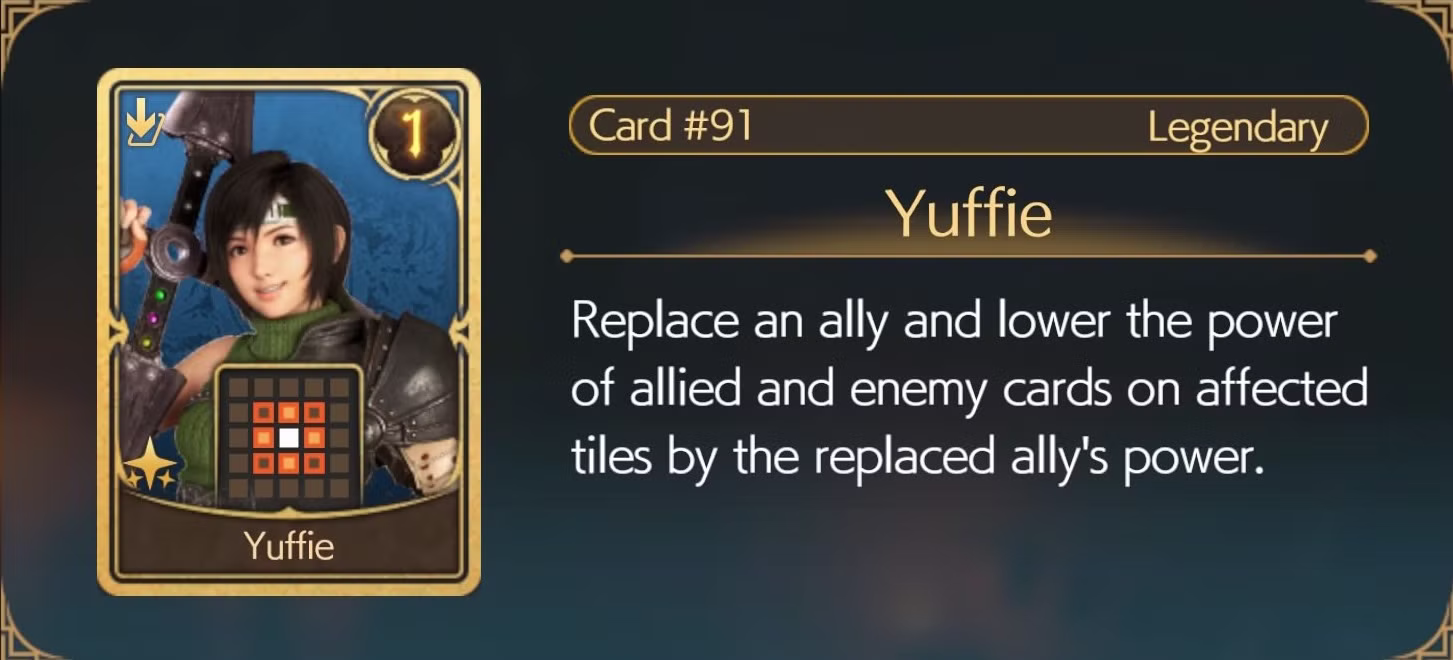 1
Yuffie
Card #91 Legendary
Yuffie
Replace an ally and lower the power
of allied and enemy cards on affected
tiles by the replaced ally's power.